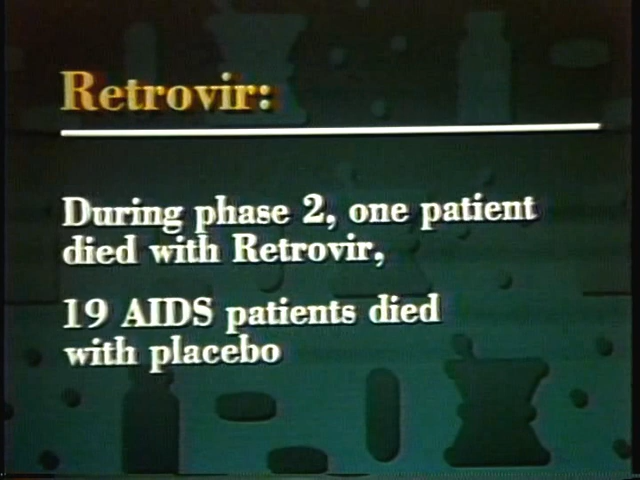 Retrovir:
During phase 2, one patient
died with Retrovir,
19 AIDS patients died
with placebo